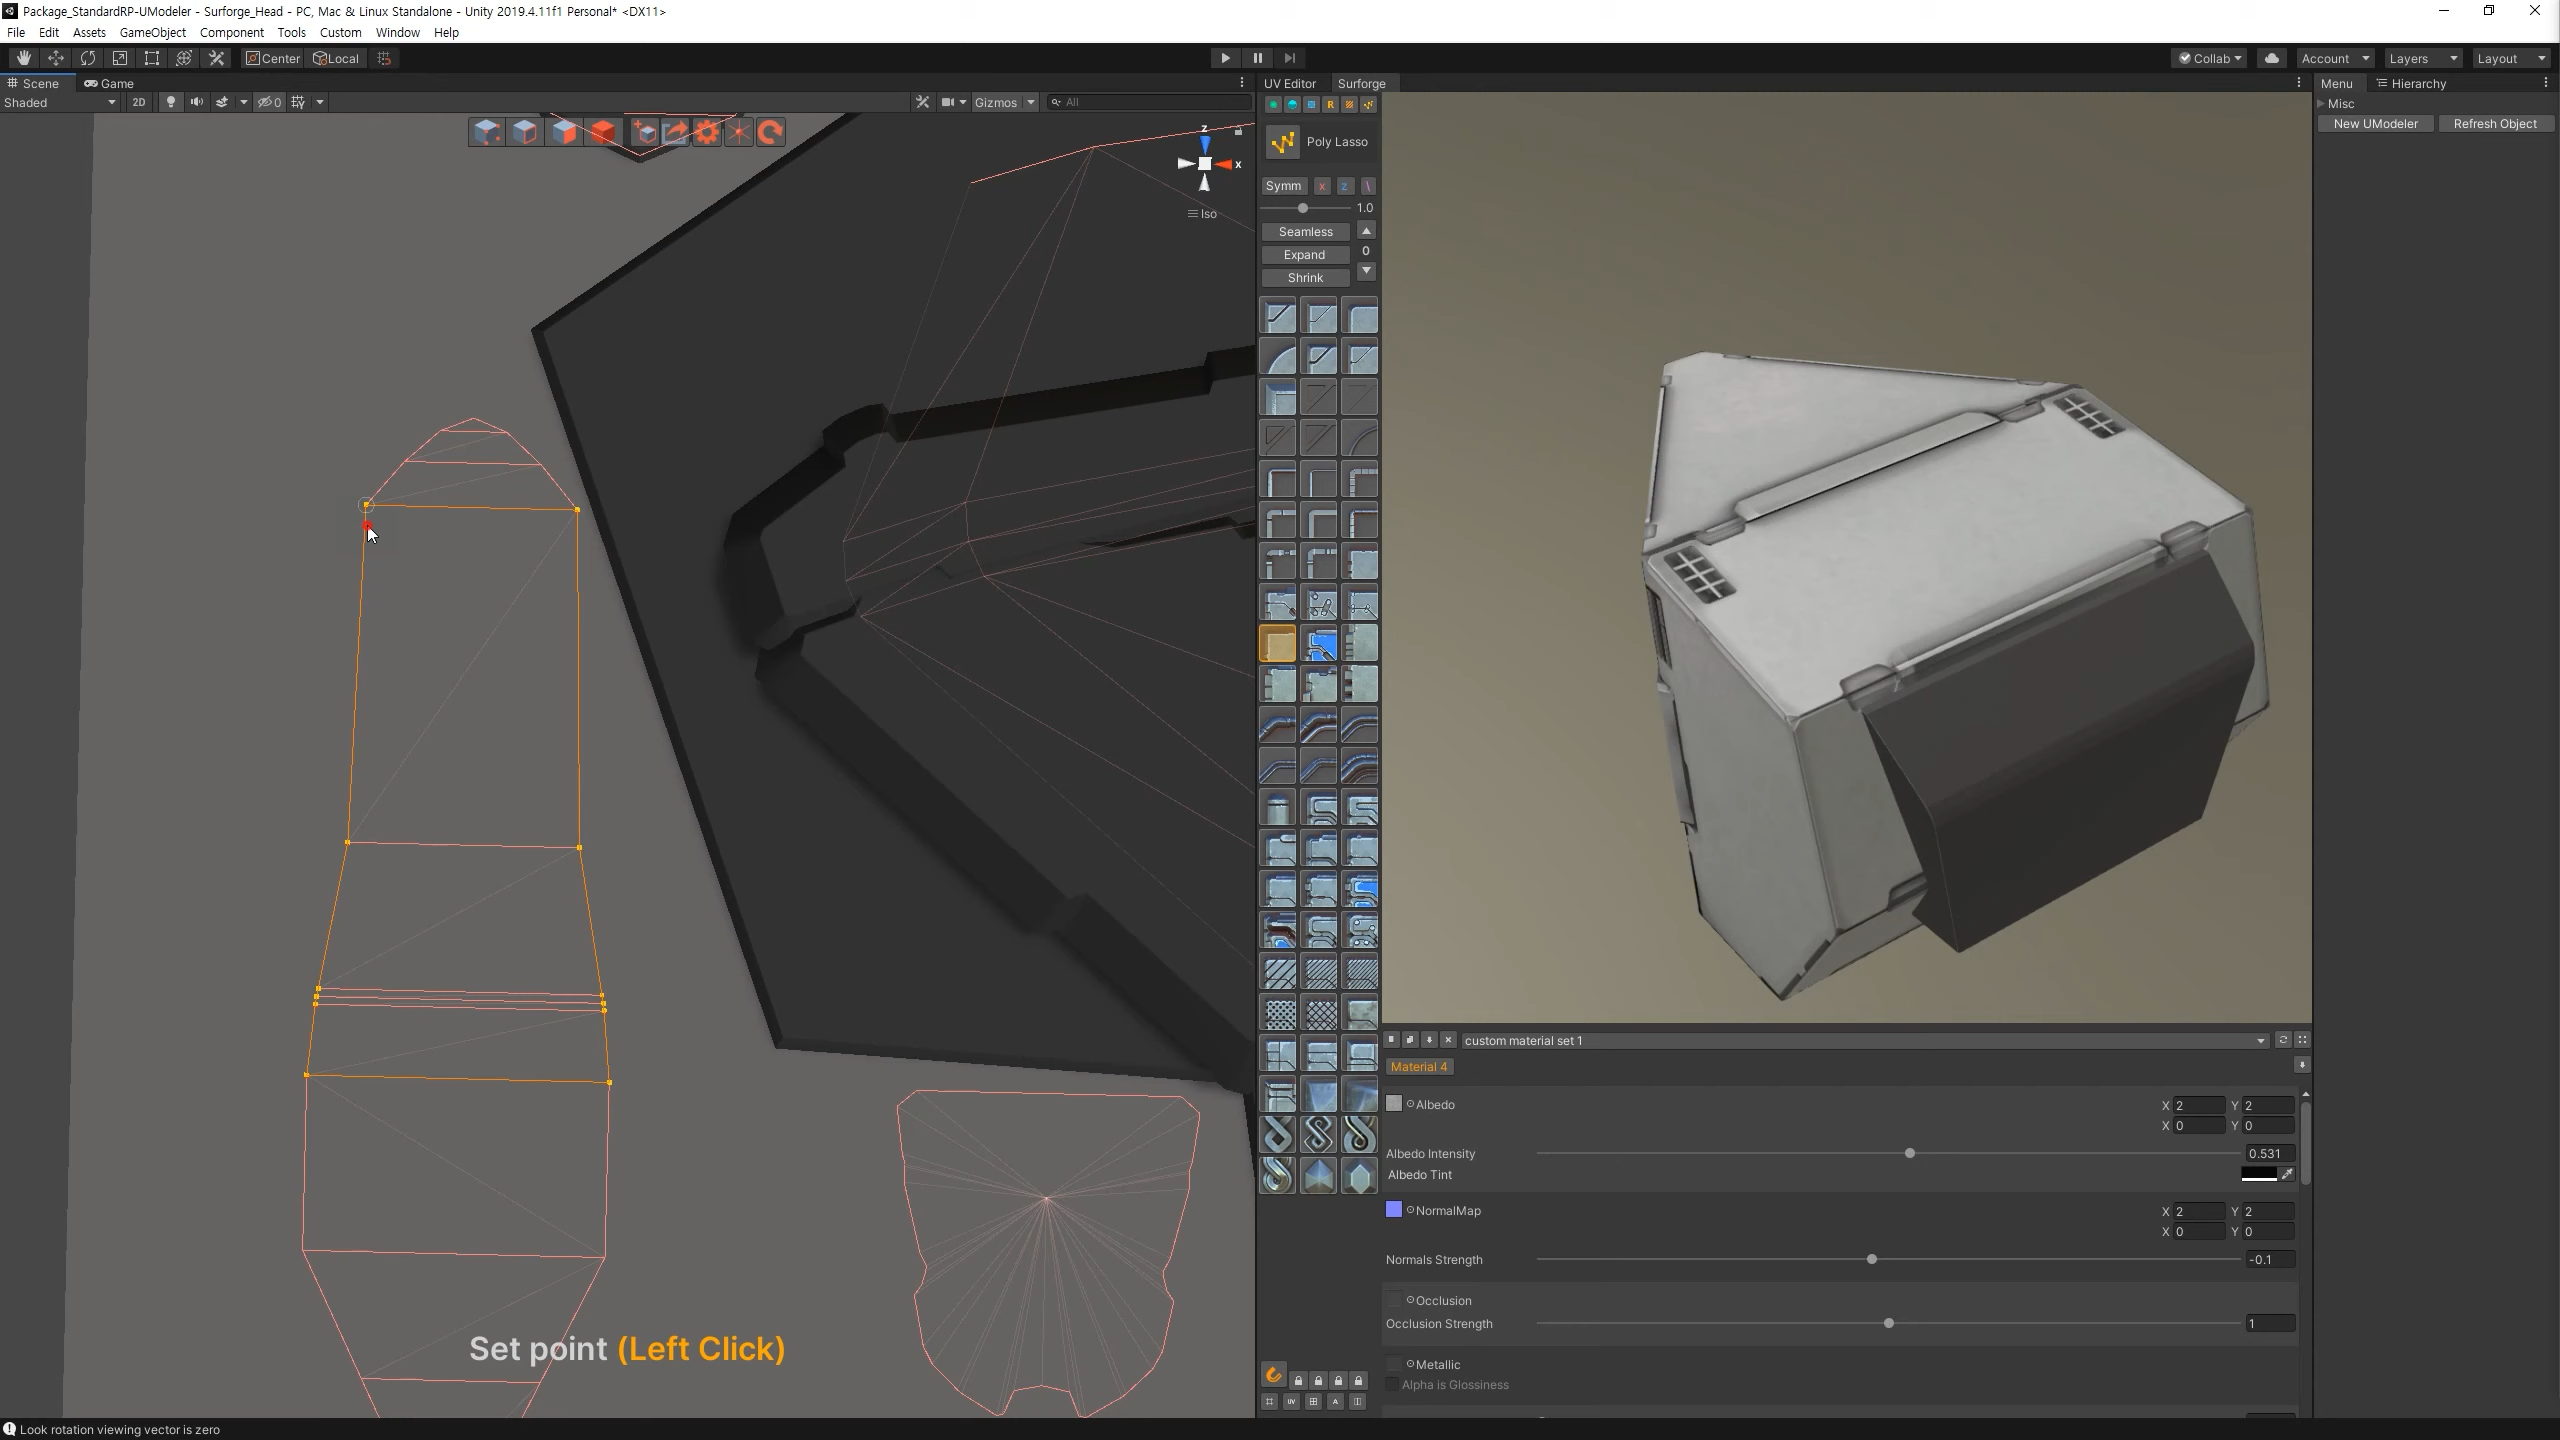 Package_StandardRP-UModeler - Surforge_Head - PC, Mac & Linux Standalone - Unity 2019.4.11f1 Personal* <DX11>
File Edit Assets GameObject Component Tools Custom Window Help
Center Local Collab Account Layers Layout
Scene Game UV Editor Surforge Menu Hierarchy
Shaded 2D 0 Gizmos All R Misc
New UModeler Refresh Object
Poly Lasso
z
x
Iso
Symm x z \
1.0
Seamless
Expand 0
Shrink
custom material set 1
Material 4
Albedo X 2 Y 2
X 0 Y 0
Albedo Intensity 0.531
Albedo Tint
NormalMap X 2 Y 2
X 0 Y 0
Normals Strength -0.1
Occlusion
Occlusion Strength 1
Metallic
Alpha is Glossiness
UV A
Set point (Left Click)
Look rotation viewing vector is zero